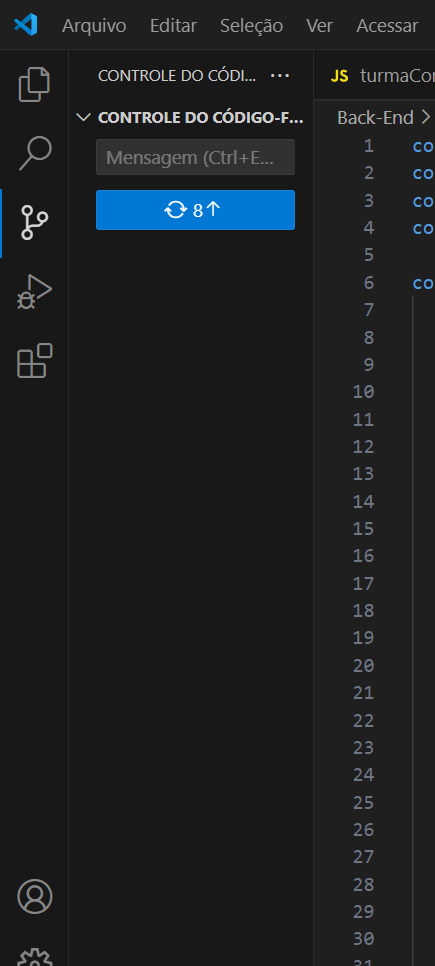 Arquivo Editar Seleção Ver Acessar
CONTROLE DO CÓDI... ···
CONTROLE DO CÓDIGO-F...
Mensagem (Ctrl+E...
8↑
JS turmaCon
Back-End >
1 co
2 co
3 co
4 co
5
6 co
7
8
9
10
11
12
13
14
15
16
17
18
19
20
21
22
23
24
25
26
27
28
29
30
31